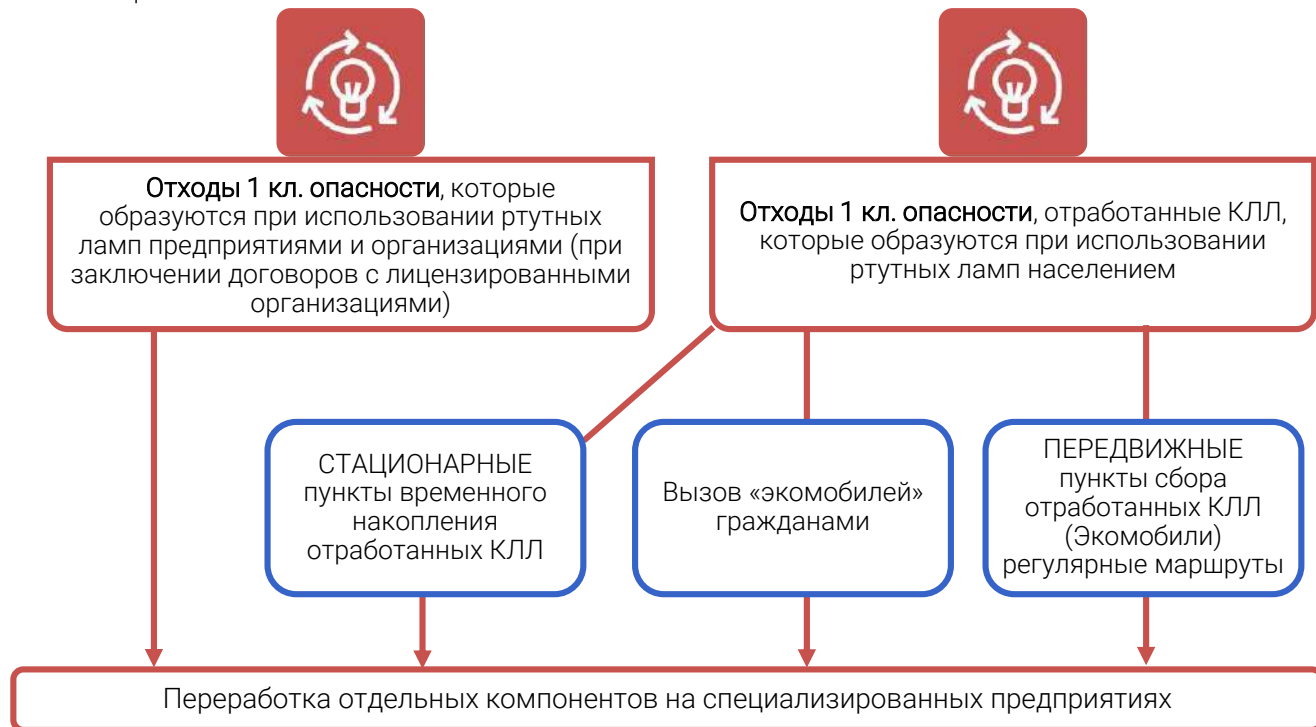 Отходы 1 кл. опасности, которые
образуются при использовании ртутных
ламп предприятиями и организациями (при
заключении договоров с лицензированными
организациями)
Отходы 1 кл. опасности, отработанные КЛЛ,
которые образуются при использовании
ртутных ламп населением
СТАЦИОНАРНЫЕ
пункты временного
накопления
отработанных КЛЛ
Вызов «экомобилей»
гражданами
ПЕРЕДВИЖНЫЕ
пункты сбора
отработанных КЛЛ
(Экомобили)
регулярные маршруты
Переработка отдельных компонентов на специализированных предприятиях